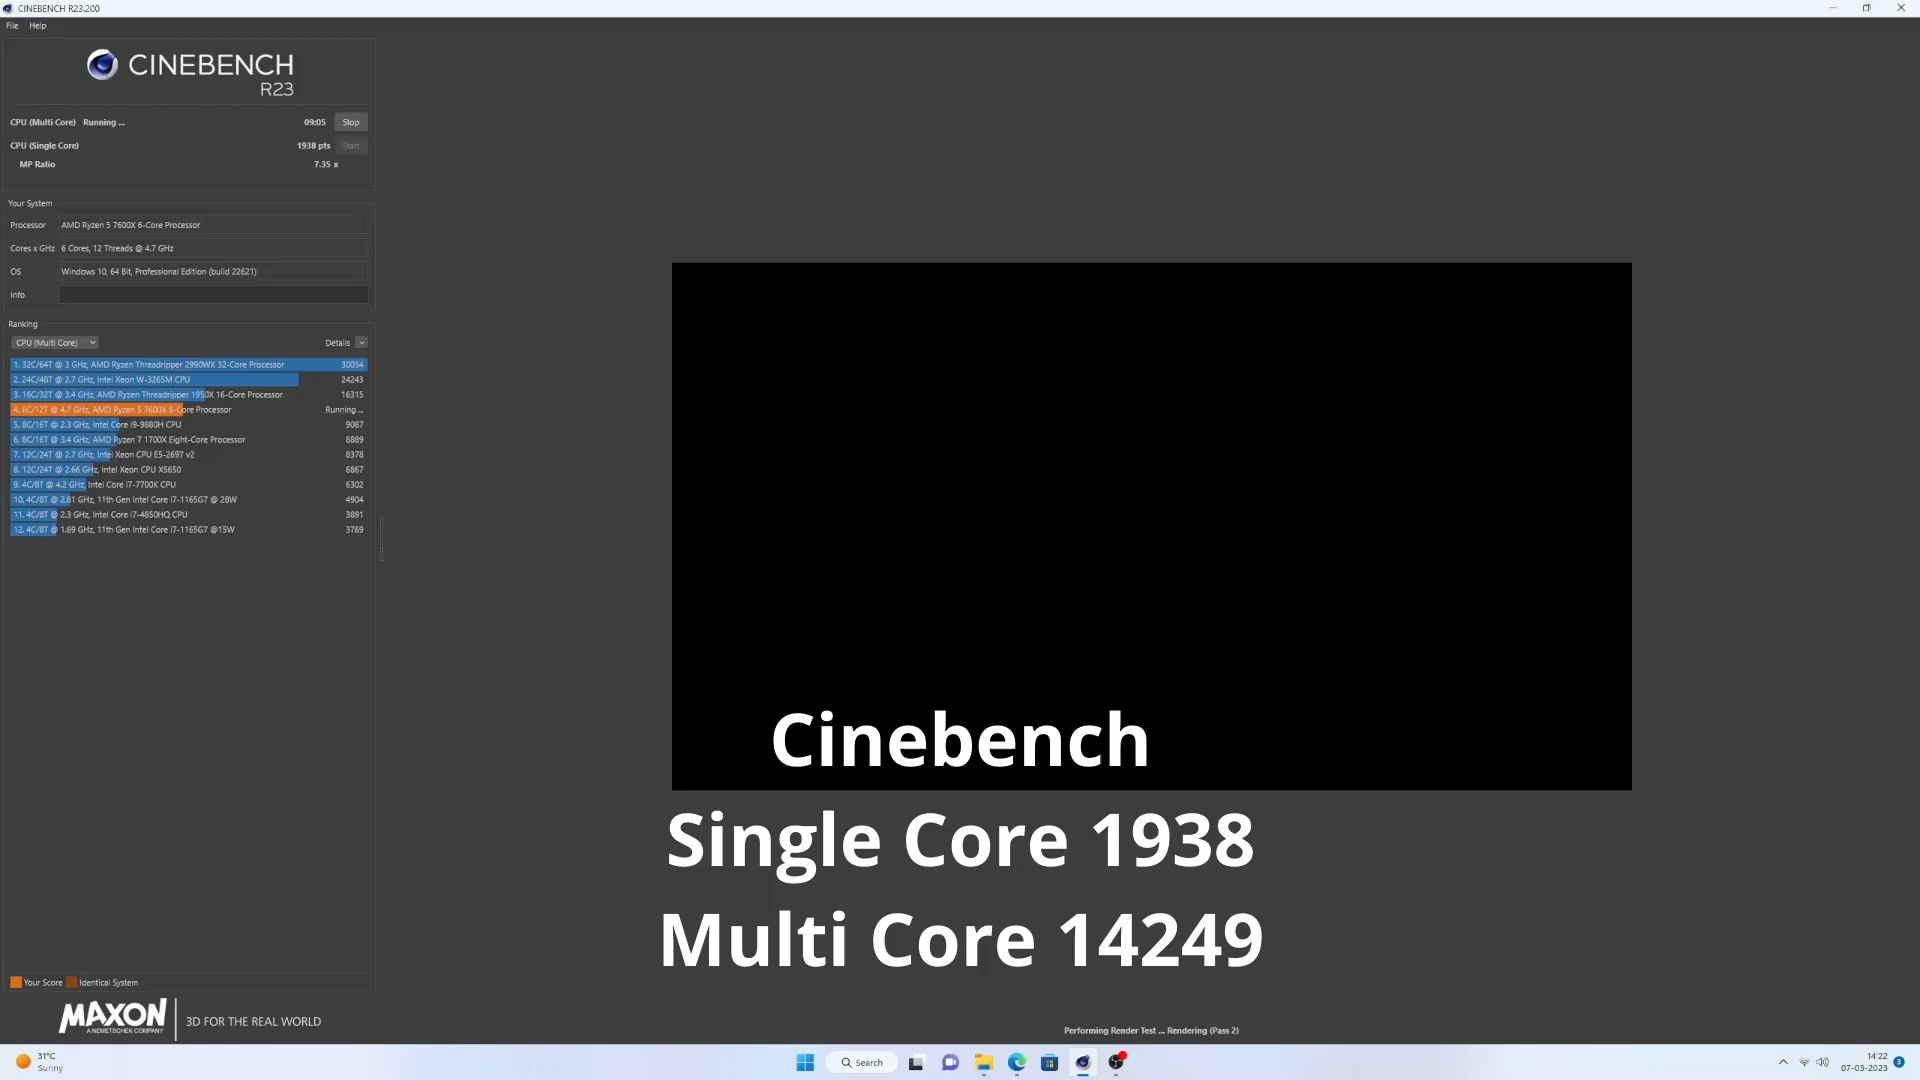 CINEBENCH R23.200
File Help
CINEBENCH
R23
CPU (Multi Core) Running ... 09:05 Stop
CPU (Single Core) 1938 pts Start
MP Ratio 7.35 x
Your System
Processor AMD Ryzen 5 7600X 6-Core Processor
Cores x GHz 6 Cores, 12 Threads @ 4.7 GHz
OS Windows 10, 64 Bit, Professional Edition (build 22621)
Info
Ranking
CPU (Multi Core) Details
1. 32C/64T @ 3 GHz, AMD Ryzen Threadripper 2990WX 32-Core Processor 30054
2. 24C/48T @ 2.7 GHz, Intel Xeon W-3265M CPU 24243
3. 16C/32T @ 3.4 GHz, AMD Ryzen Threadripper 1950X 16-Core Processor 16315
4. 6C/12T @ 4.7 GHz, AMD Ryzen 5 7600X 6-Core Processor Running ...
5. 8C/16T @ 2.3 GHz, Intel Core i9-9880H CPU 9087
6. 8C/16T @ 3.4 GHz, AMD Ryzen 7 1700X Eight-Core Processor 8889
7. 12C/24T @ 2.7 GHz, Intel Xeon CPU E5-2697 v2 8378
8. 12C/24T @ 2.66 GHz, Intel Xeon CPU X5650 6867
9. 4C/8T @ 4.2 GHz, Intel Core i7-7700K CPU 6302
10. 4C/8T @ 2.81 GHz, 11th Gen Intel Core i7-1165G7 @ 28W 4904
11. 4C/8T @ 2.3 GHz, Intel Core i7-4850HQ CPU 3891
12. 4C/8T @ 1.69 GHz, 11th Gen Intel Core i7-1165G7 @15W 3769
Cinebench
Single Core 1938
Multi Core 14249
Your Score Identical System
MAXON
A NEMETSCHEK COMPANY
3D FOR THE REAL WORLD
Performing Render Test ... Rendering (Pass 2)
31°C
Sunny
Search
14:22
07-03-2023
3